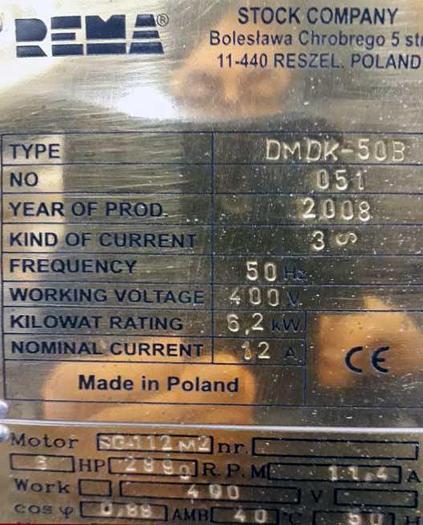 REMA®
STOCK COMPANY
Bolesława Chrobrego 5 str
11-440 RESZEL. POLAND
TYPE DMDK-50B
NO 051
YEAR OF PROD. 2008
KIND OF CURRENT 3 ∿
FREQUENCY 50 Hz
WORKING VOLTAGE 400 V
KILOWAT RATING 6,2 kW
NOMINAL CURRENT 12 A
CE
Made in Poland
Motor SG112M2 nr.
HP 2890 R.P.M 11.4 A
Work 400 V
cos φ 0,88 AMB 40 °C